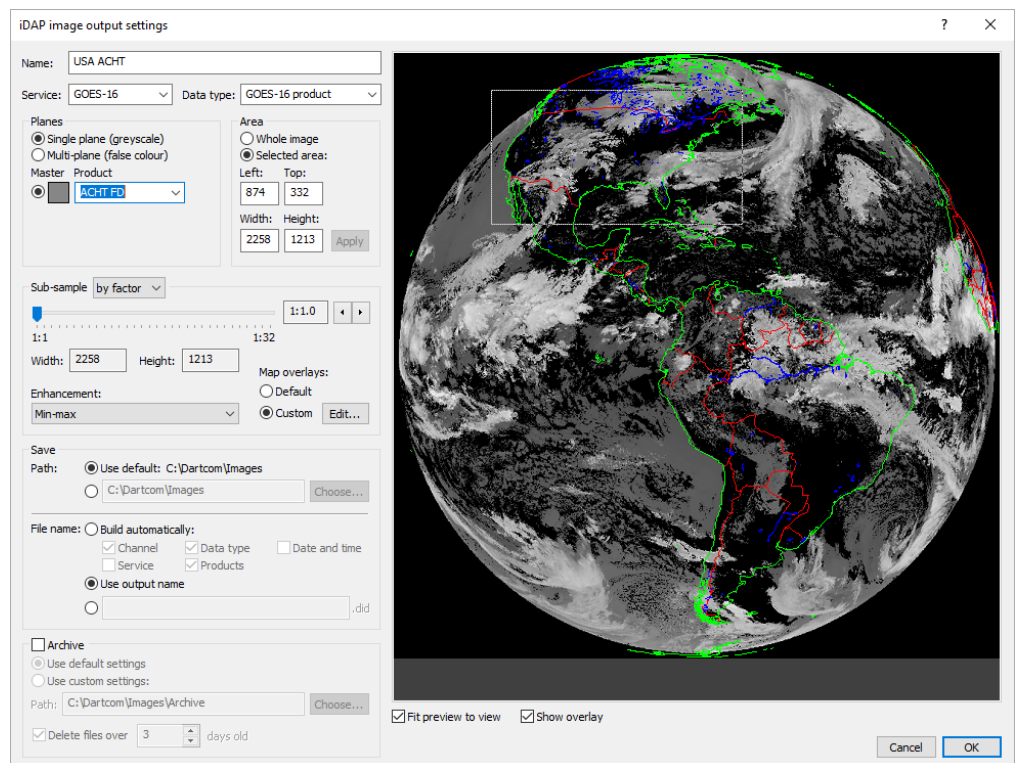 iDAP image output settings ? ×
Name: USA ACHT
Service: GOES-16 Data type: GOES-16 product
Planes
Single plane (greyscale)
Multi-plane (false colour)
Master Product
ACHT FD
Area
Whole image
Selected area:
Left: Top:
874 332
Width: Height:
2258 1213 Apply
Sub-sample by factor
1:1.0
1:1 1:32
Width: 2258 Height: 1213
Enhancement:
Min-max
Map overlays:
Default
Custom Edit...
Save
Path: Use default: C:\Dartcom\Images
C:\Dartcom\Images Choose...
File name: Build automatically:
Channel Data type Date and time
Service Products
Use output name
.did
Archive
Use default settings
Use custom settings:
Path: C:\Dartcom\Images\Archive Choose...
Delete files over 3 days old
Fit preview to view Show overlay
Cancel OK